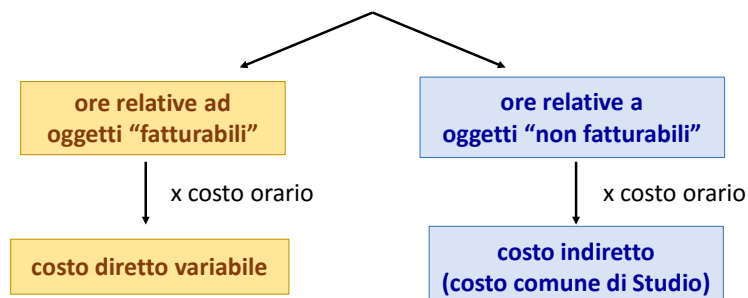 ore relative ad
oggetti “fatturabili”
ore relative a
oggetti “non fatturabili”
x costo orario
x costo orario
costo diretto variabile
costo indiretto
(costo comune di Studio)